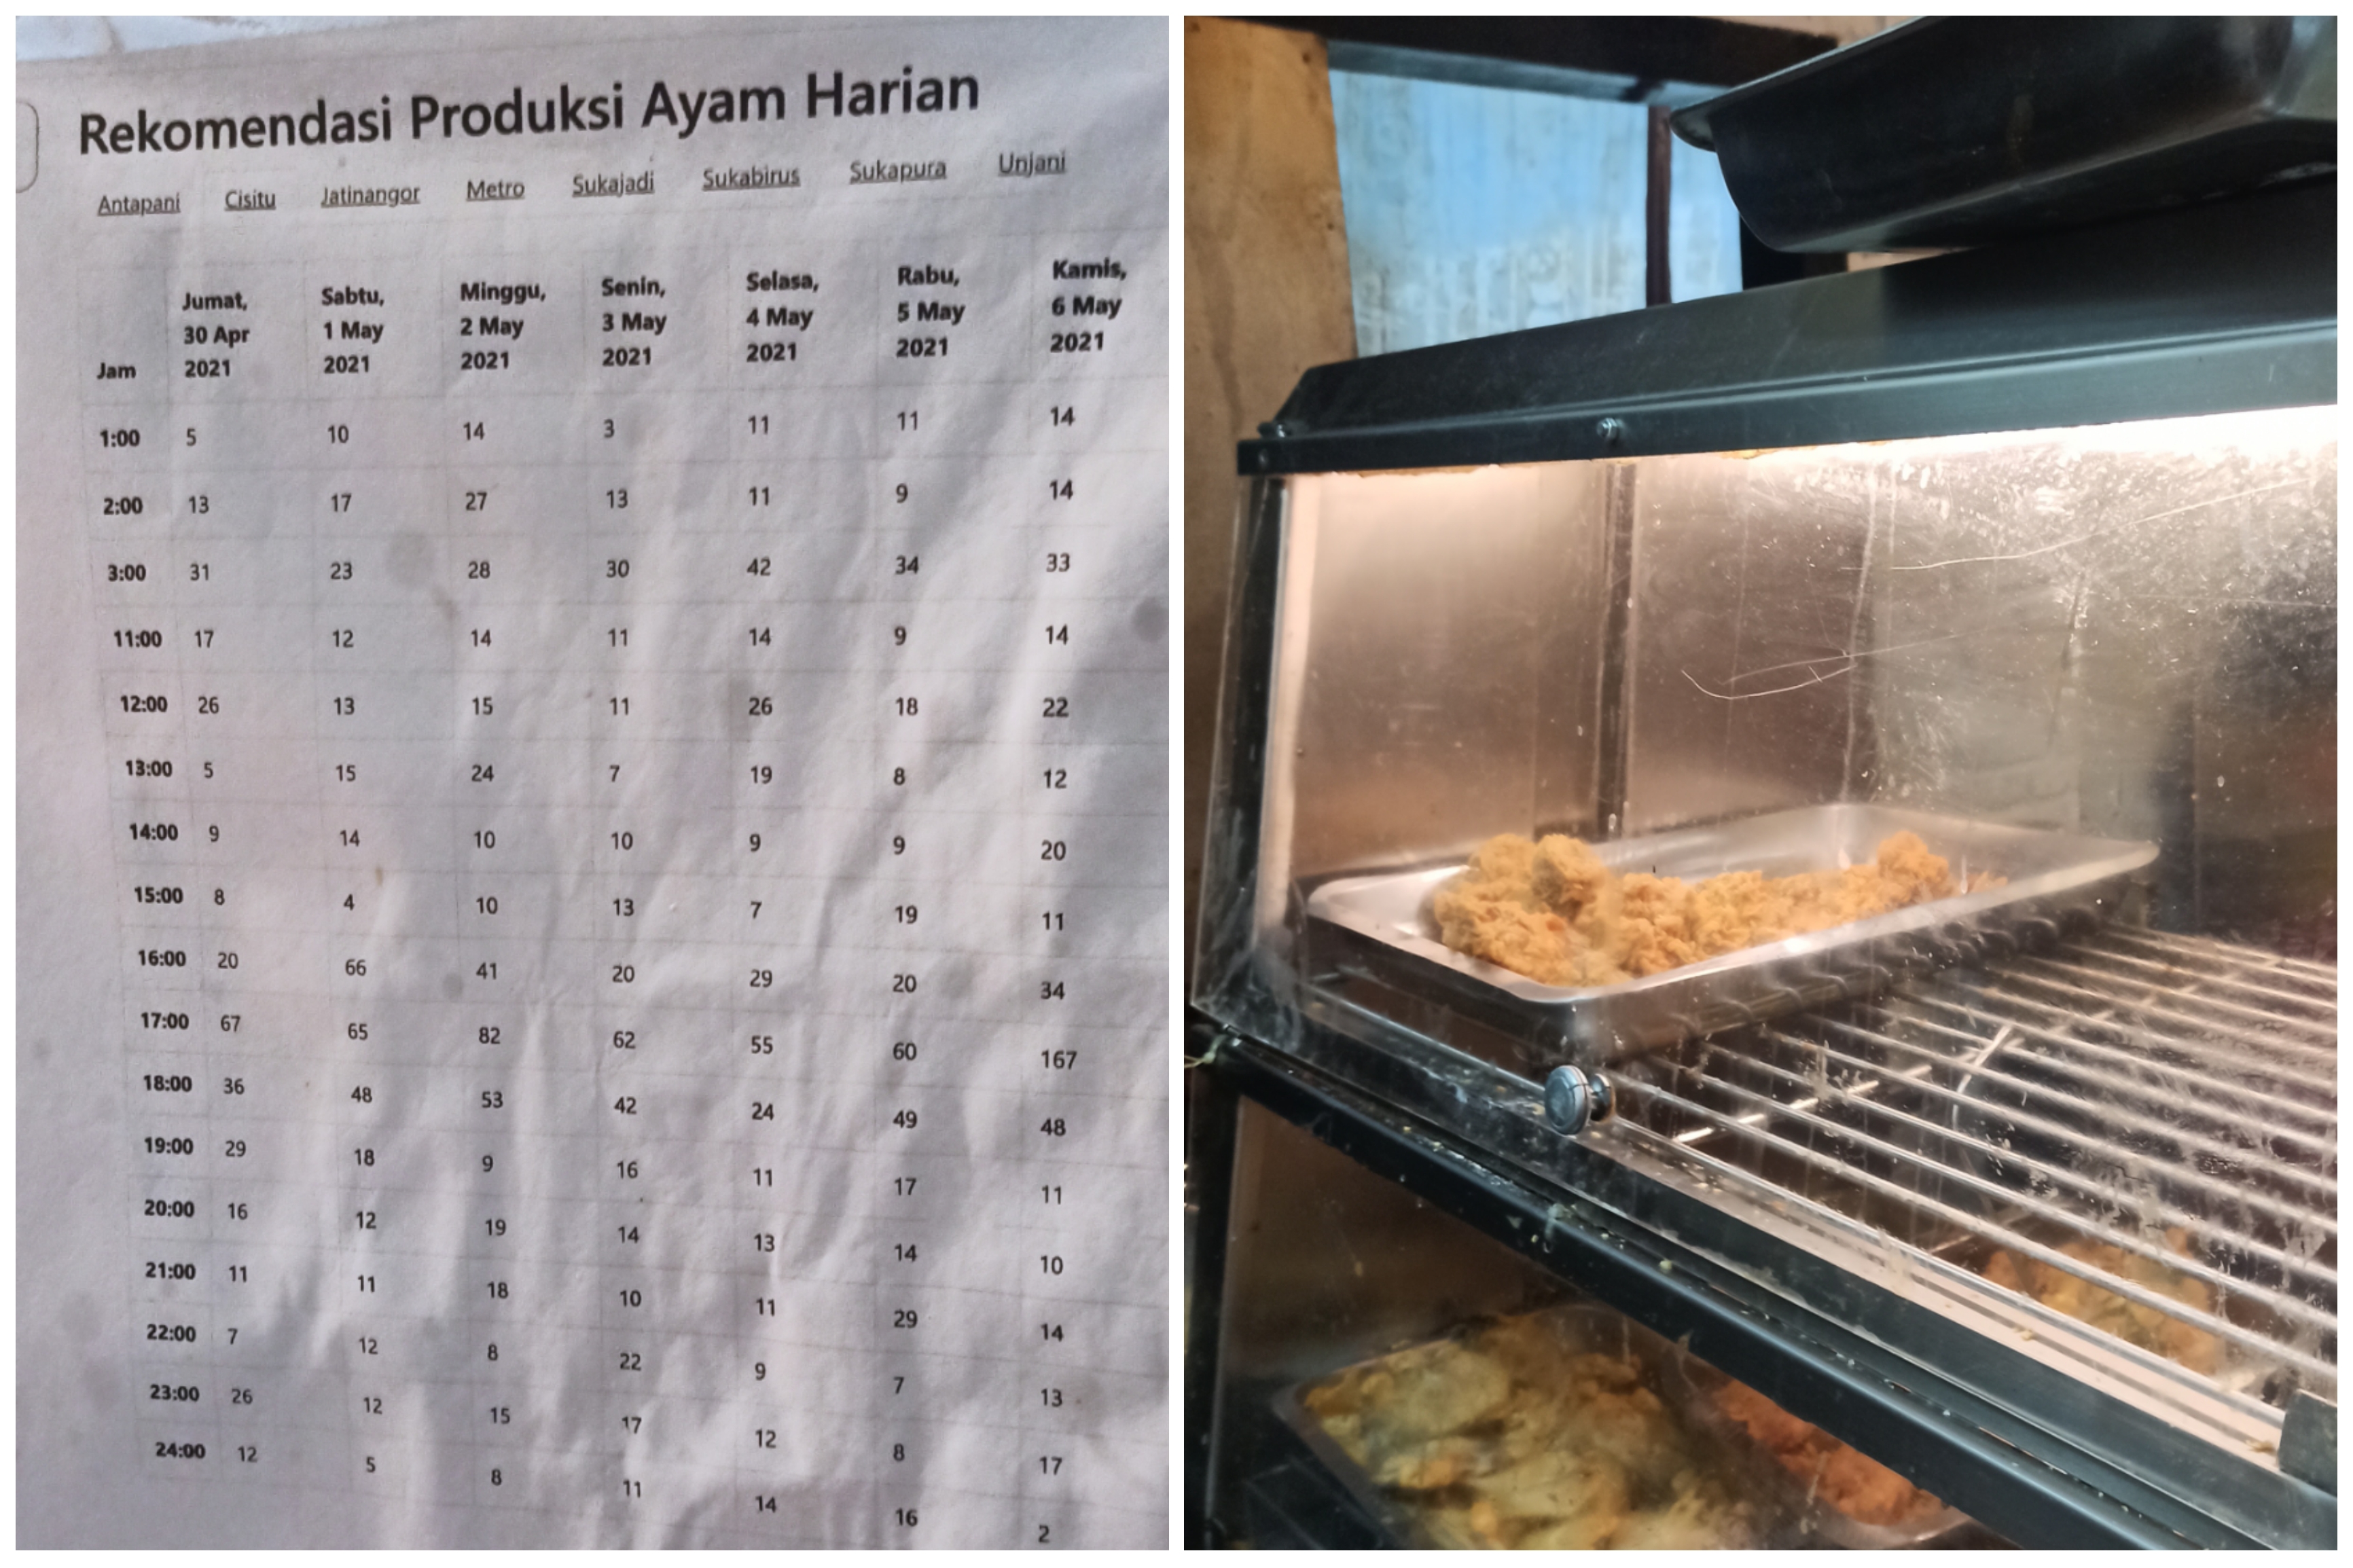 Rekomendasi Produksi Ayam Harian
Antapani Cisitu Jatinangor Metro Sukajadi Sukabirus Sukapura Unjani
Jam Jumat, 30 Apr 2021 Sabtu, 1 May 2021 Minggu, 2 May 2021 Senin, 3 May 2021 Selasa, 4 May 2021 Rabu, 5 May 2021 Kamis, 6 May 2021
1:00 5 10 14 3 11 11 14
2:00 13 17 27 13 11 9 14
3:00 31 23 28 30 42 34 33
11:00 17 12 14 11 14 9 14
12:00 26 13 15 11 26 18 22
13:00 5 15 24 7 19 8 12
14:00 9 14 10 10 9 9 20
15:00 8 4 10 13 7 19 11
16:00 20 66 41 20 29 20 34
17:00 67 65 82 62 55 60 167
18:00 36 48 53 42 24 49 48
19:00 29 18 9 16 11 17 11
20:00 16 12 19 14 13 14 10
21:00 11 11 18 10 11 29 14
22:00 7 12 8 22 9 7 13
23:00 26 12 15 17 12 8 17
24:00 12 5 8 11 14 16 2